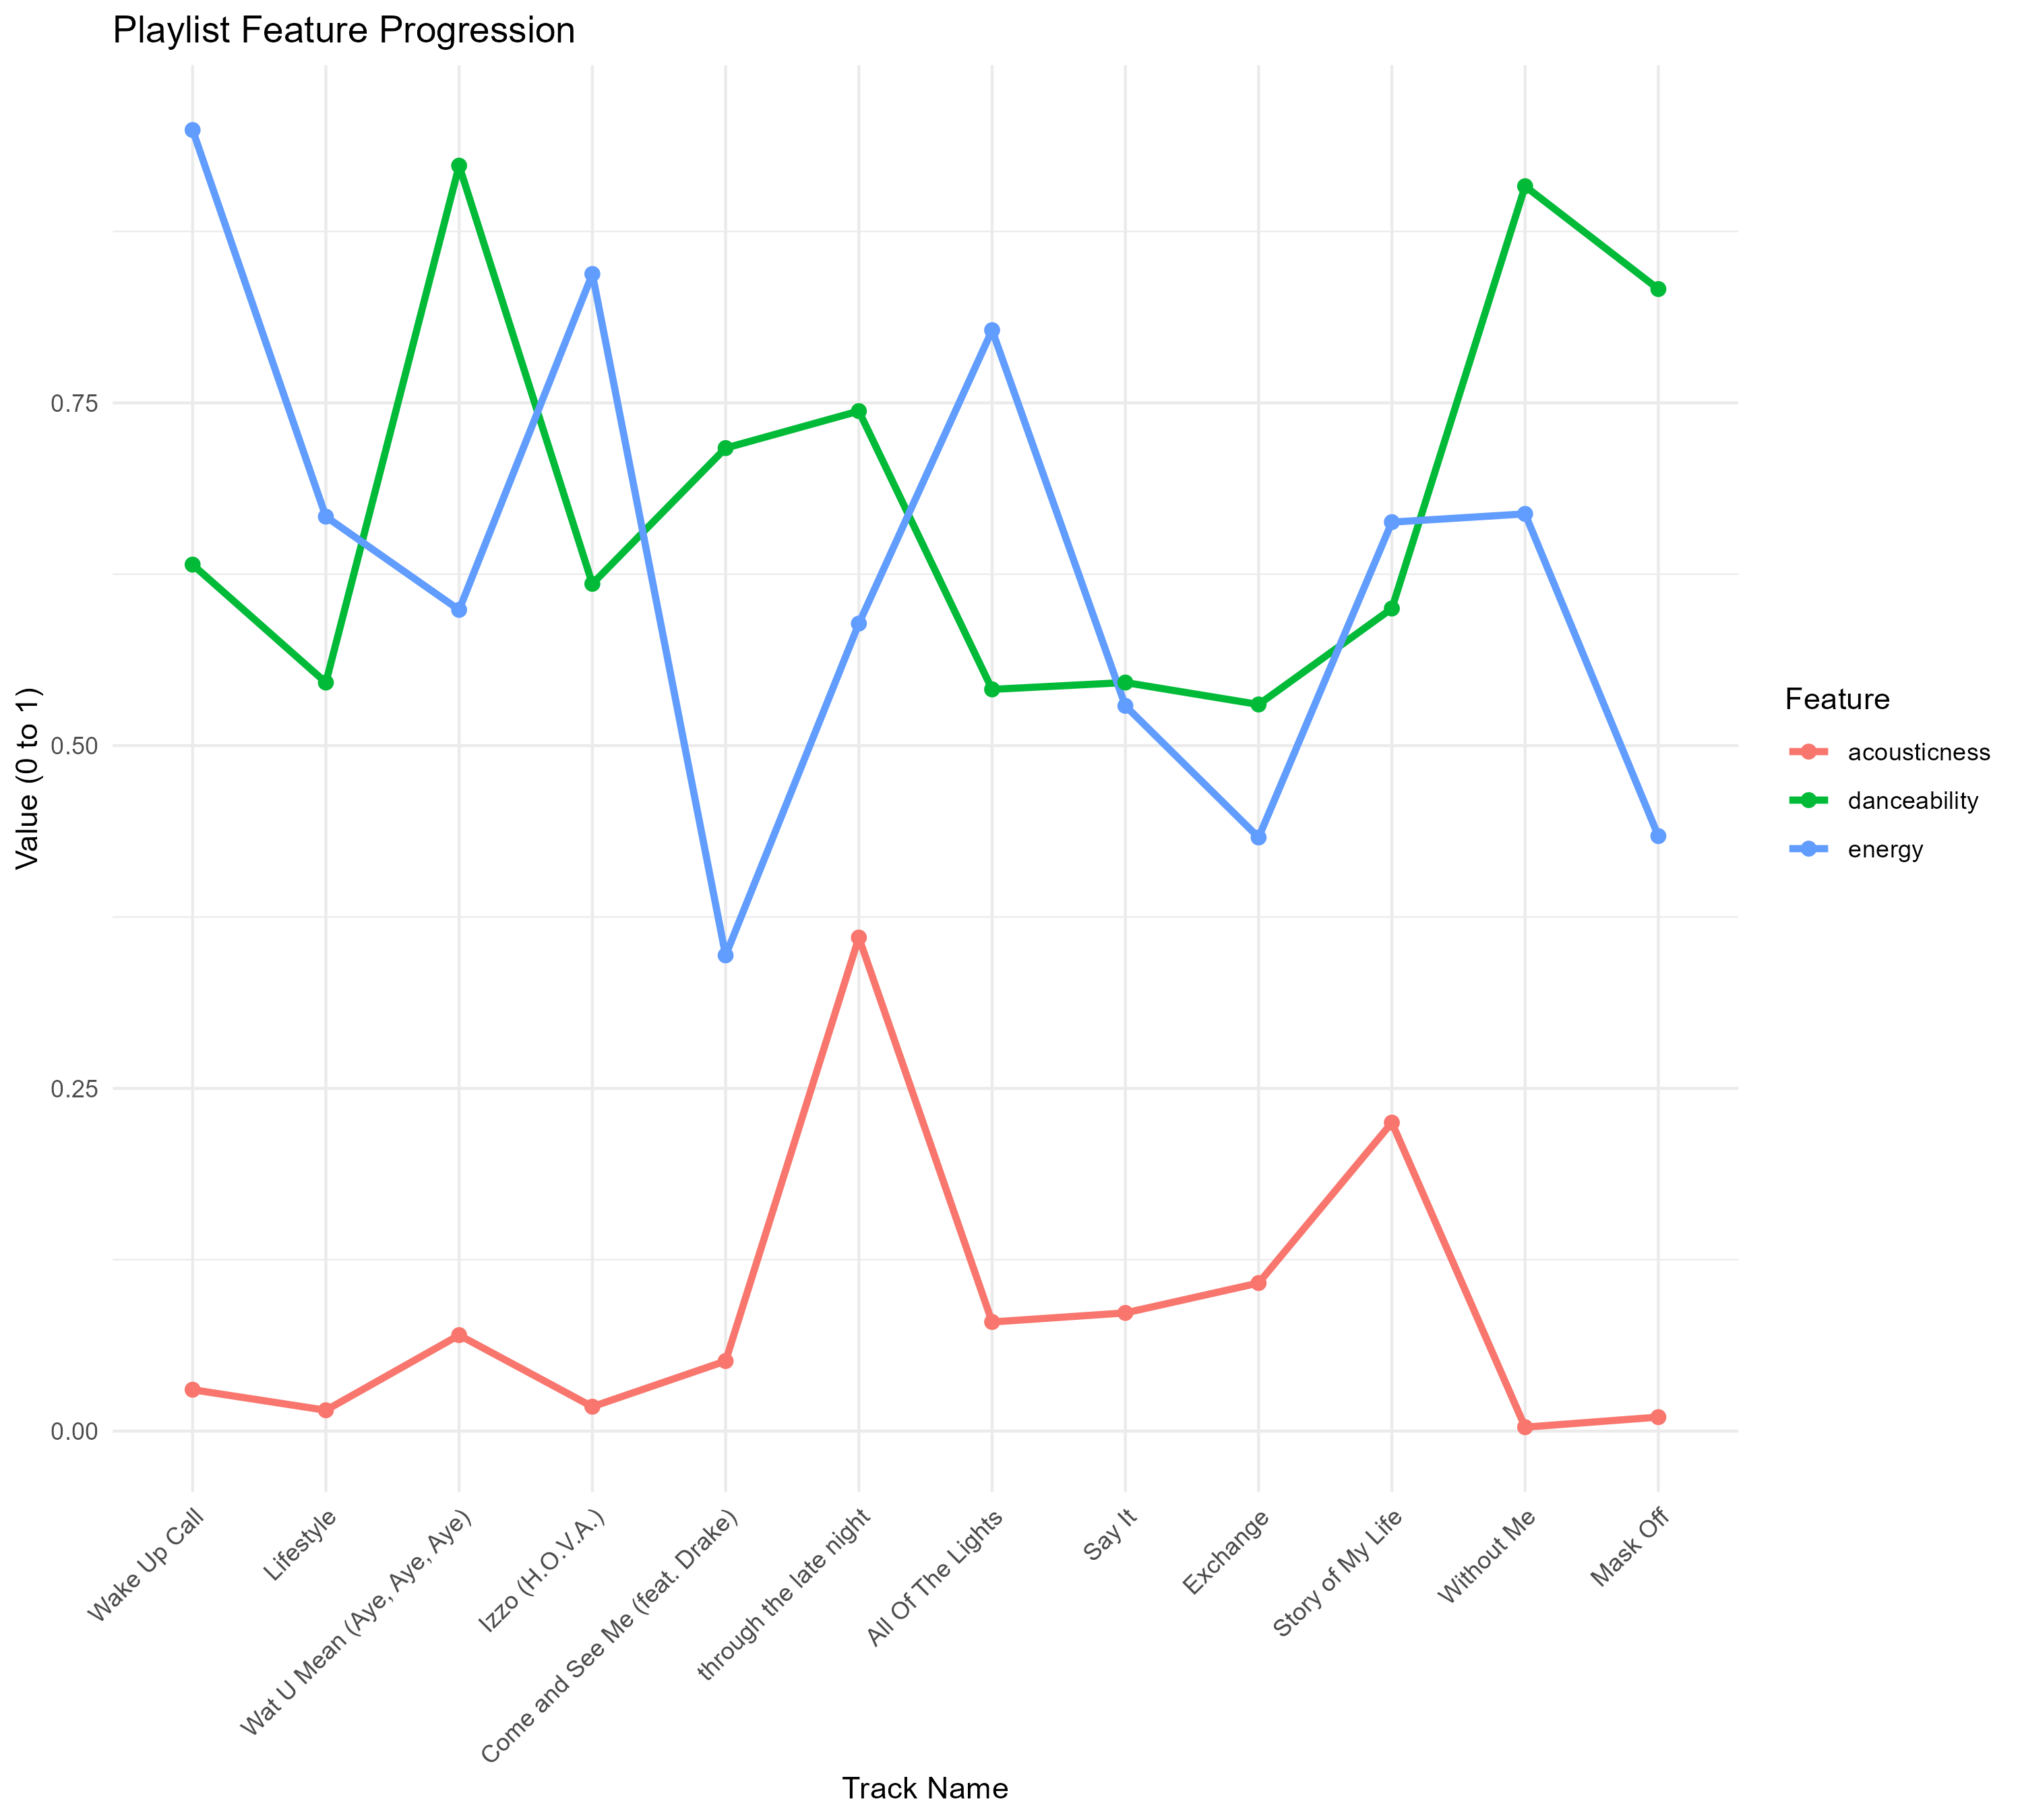 Playlist Feature Progression
Value (0 to 1)
0.75
0.50
0.25
0.00
Wake Up Call
Lifestyle
Wat U Mean (Aye, Aye, Aye)
Izzo (H.O.V.A.)
Come and See Me (feat. Drake)
through the late night
All Of The Lights
Say It
Exchange
Story of My Life
Without Me
Mask Off
Track Name
Feature
acousticness
danceability
energy